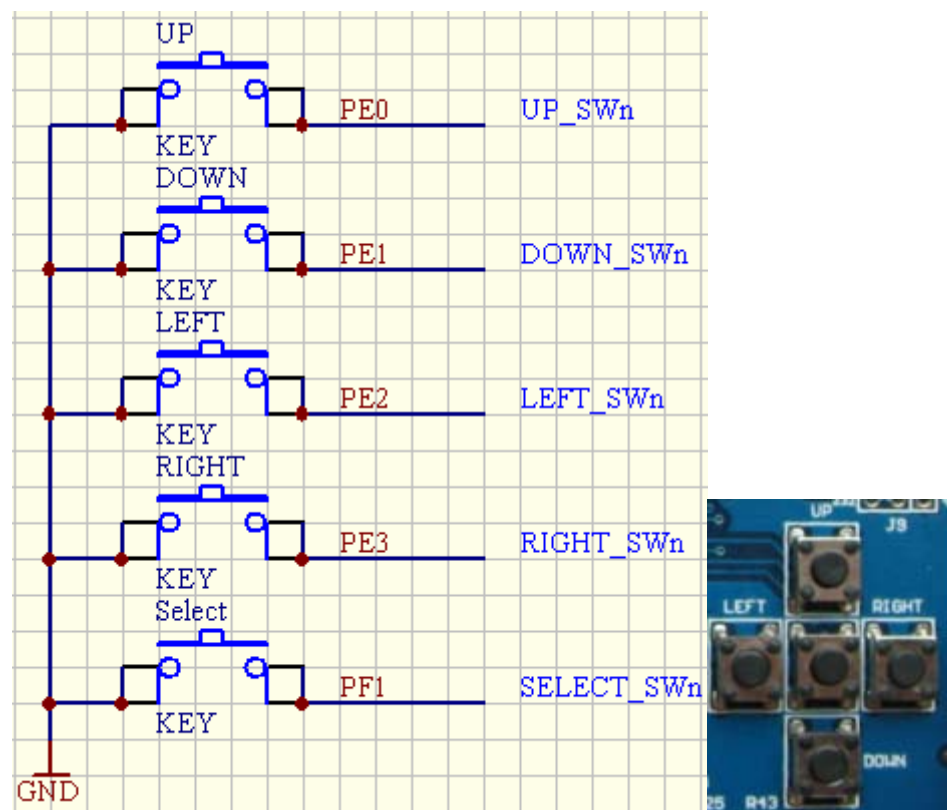 UP
PE0 UP_SWn
KEY
DOWN
PE1 DOWN_SWn
KEY
LEFT
PE2 LEFT_SWn
KEY
RIGHT
PE3 RIGHT_SWn
KEY
Select
PF1 SELECT_SWn
KEY
GND
UP
J9
LEFT
RIGHT
DOWN
25 R43